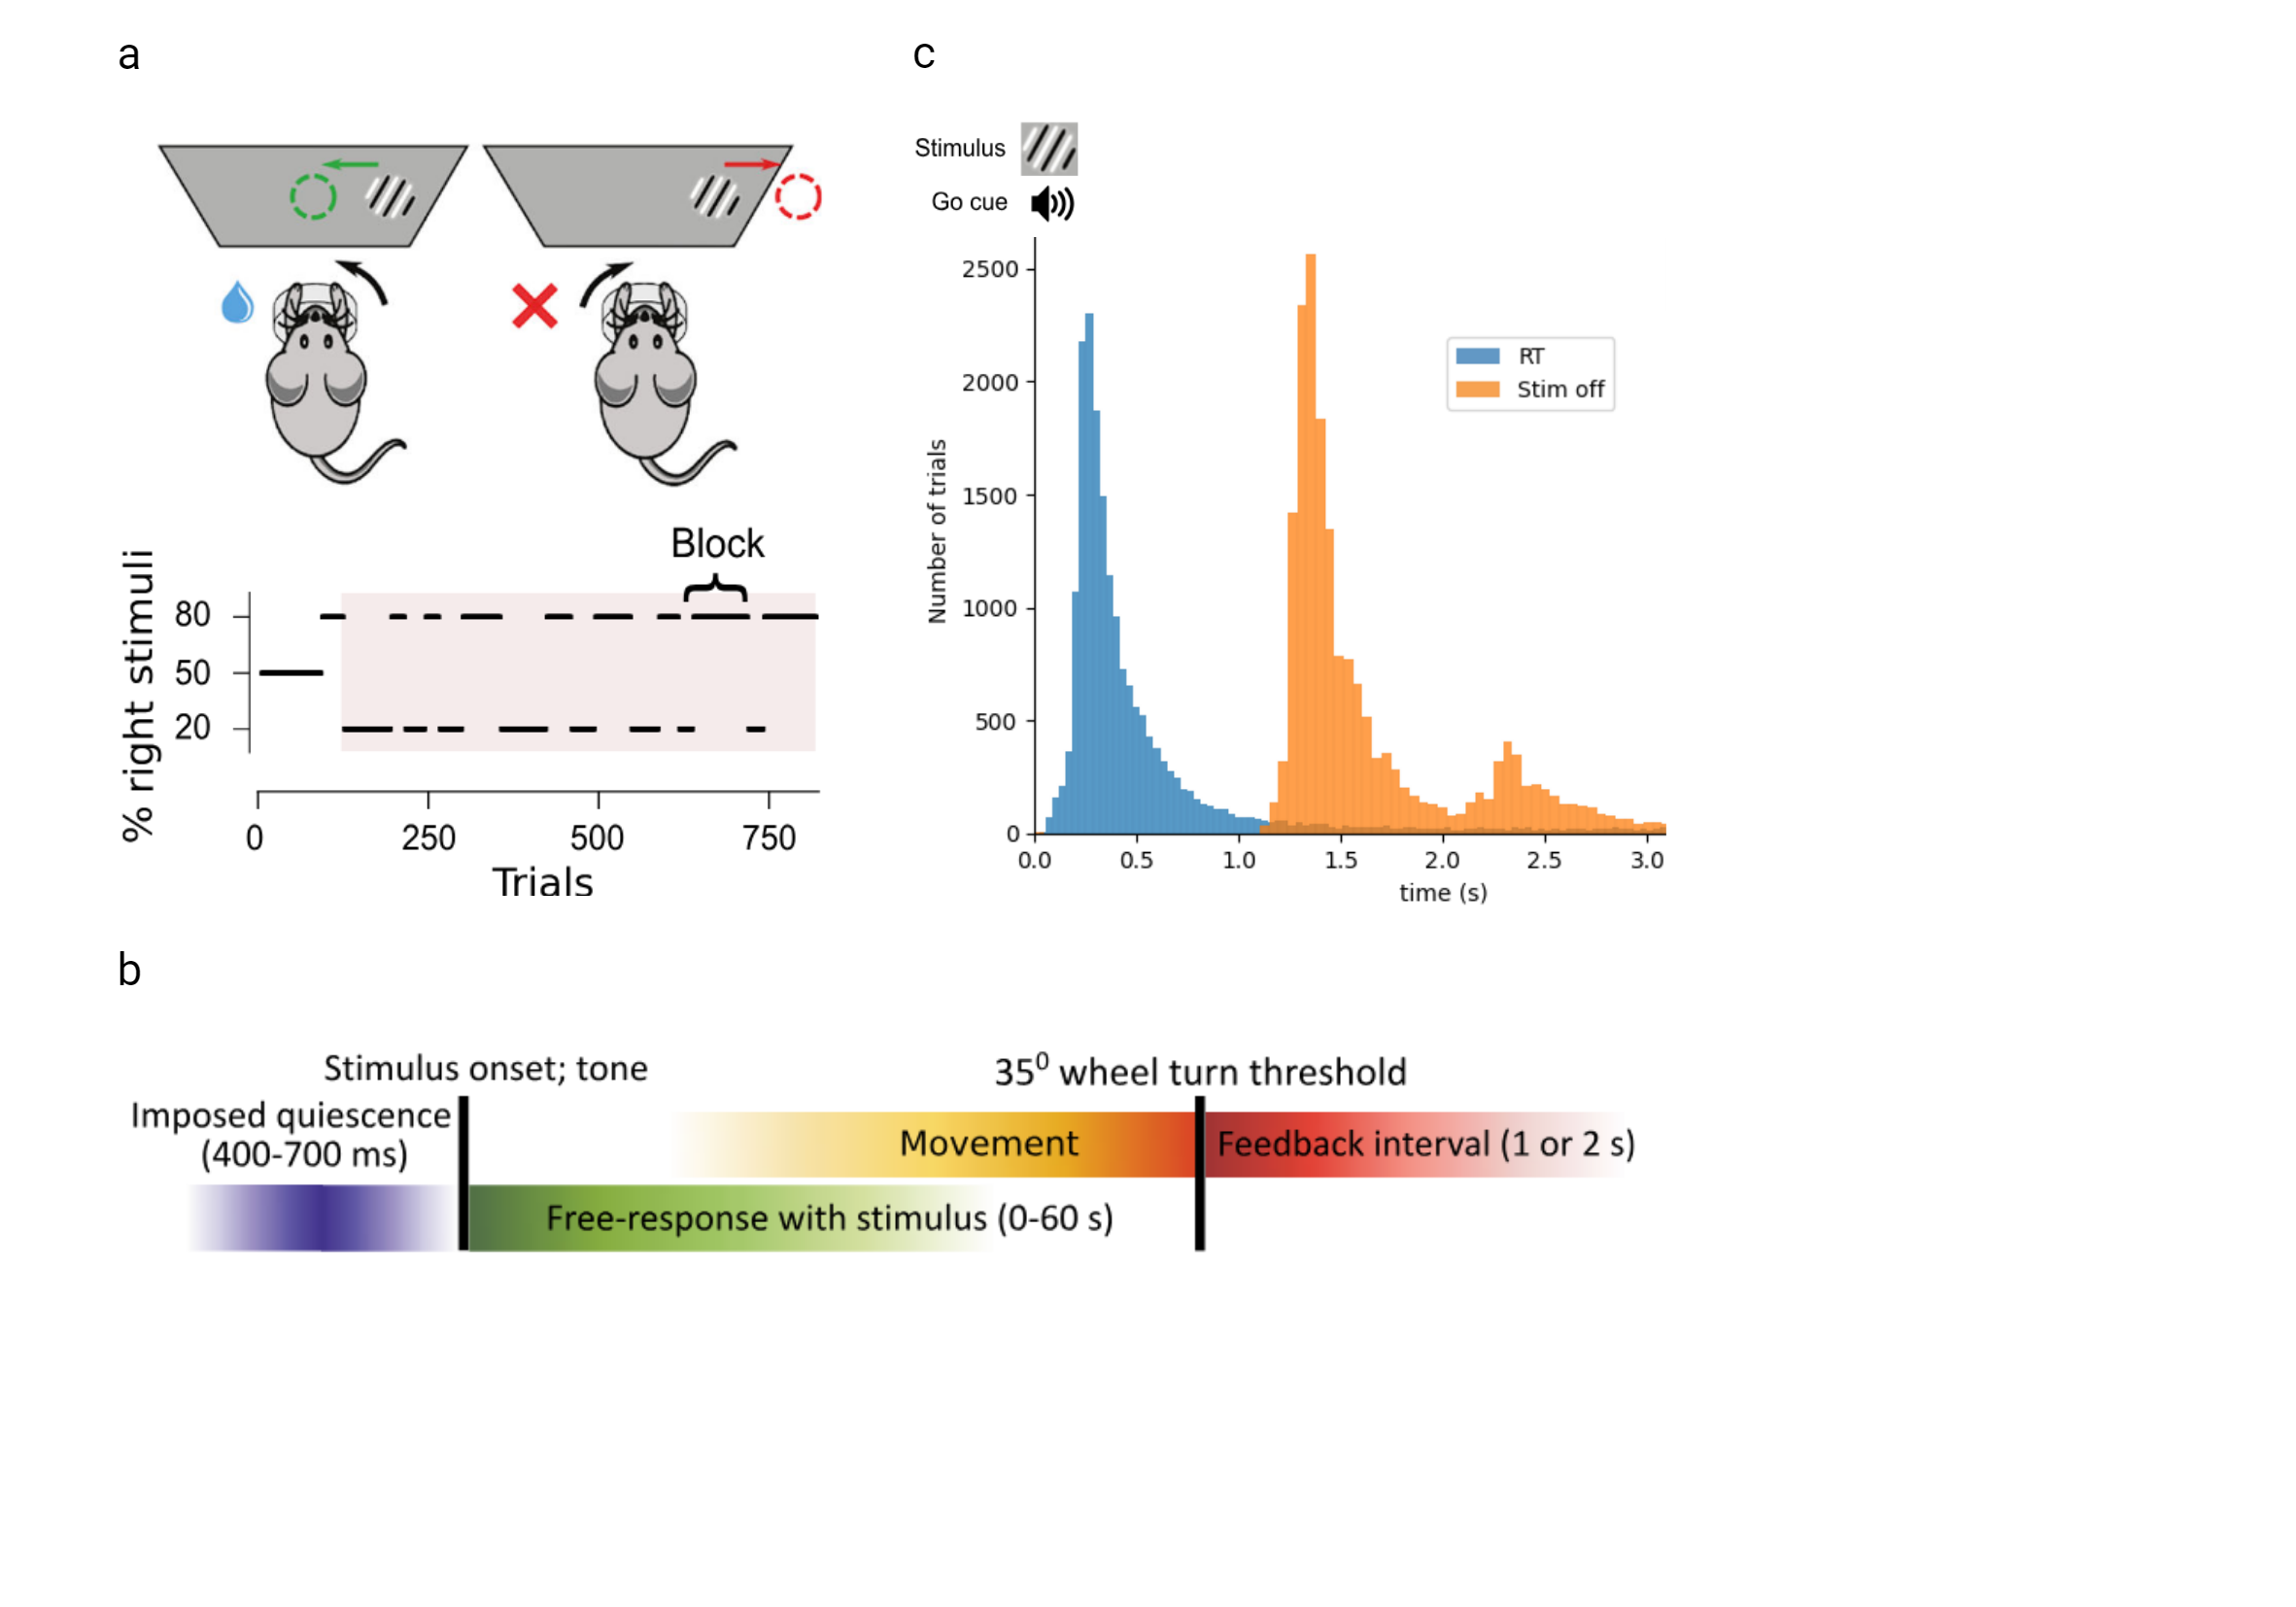 a
Block
% right stimuli
80
50
20
0 250 500 750
Trials
c
Stimulus
Go cue
Number of trials
2500
2000
1500
1000
500
0
RT
Stim off
0.0 0.5 1.0 1.5 2.0 2.5 3.0
time (s)
b
Stimulus onset; tone
35⁰ wheel turn threshold
Imposed quiescence
(400-700 ms)
Movement
Feedback interval (1 or 2 s)
Free-response with stimulus (0-60 s)